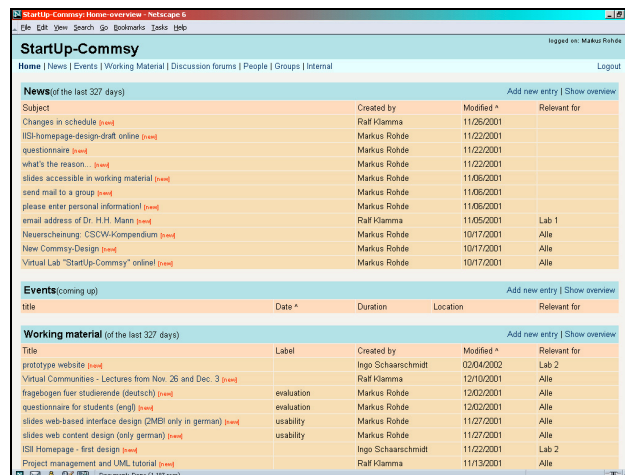 StartUp-Commsy: Home-overview - Netscape 6
File Edit View Search Go Bookmarks Tasks Help
StartUp-Commsy
logged on: Markus Rohde
Home | News | Events | Working Material | Discussion forums | People | Groups | Internal
Logout
News(of the last 327 days) Add new entry | Show overview
Subject Created by Modified ^ Relevant for
Changes in schedule [new] Ralf Klamma 11/26/2001
IISI-homepage-design-draft online [new] Markus Rohde 11/22/2001
questionnaire [new] Markus Rohde 11/22/2001
what's the reason... [new] Markus Rohde 11/22/2001
slides accessible in working material [new] Markus Rohde 11/06/2001
send mail to a group [new] Markus Rohde 11/06/2001
please enter personal information! [new] Markus Rohde 11/06/2001
email address of Dr. H.H. Mann [new] Ralf Klamma 11/05/2001 Lab 1
Neuerscheinung: CSCW-Kompendium [new] Markus Rohde 10/17/2001 Alle
New Commsy-Design [new] Markus Rohde 10/17/2001 Alle
Virtual Lab "StartUp-Commsy" online! [new] Markus Rohde 10/17/2001 Alle
Events(coming up) Add new entry | Show overview
title Date ^ Duration Location Relevant for
Working material (of the last 327 days) Add new entry | Show overview
Title Label Created by Modified ^ Relevant for
prototype website [new] Ingo Schaarschmidt 02/04/2002 Lab 2
Virtual Communities - Lectures from Nov. 26 and Dec. 3 [new] Ralf Klamma 12/10/2001 Alle
fragebogen fuer studierende (deutsch) [new] evaluation Markus Rohde 12/02/2001 Alle
questionnaire for students (engl) [new] evaluation Markus Rohde 12/02/2001 Alle
slides web-based interface design (2MB! only in german) [new] usability Markus Rohde 11/27/2001 Alle
slides web content design (only german) [new] usability Markus Rohde 11/27/2001 Alle
ISII Homepage - first design [new] Ingo Schaarschmidt 11/22/2001 Lab 2
Project management and UML tutorial [new] Ralf Klamma 11/13/2001 Alle